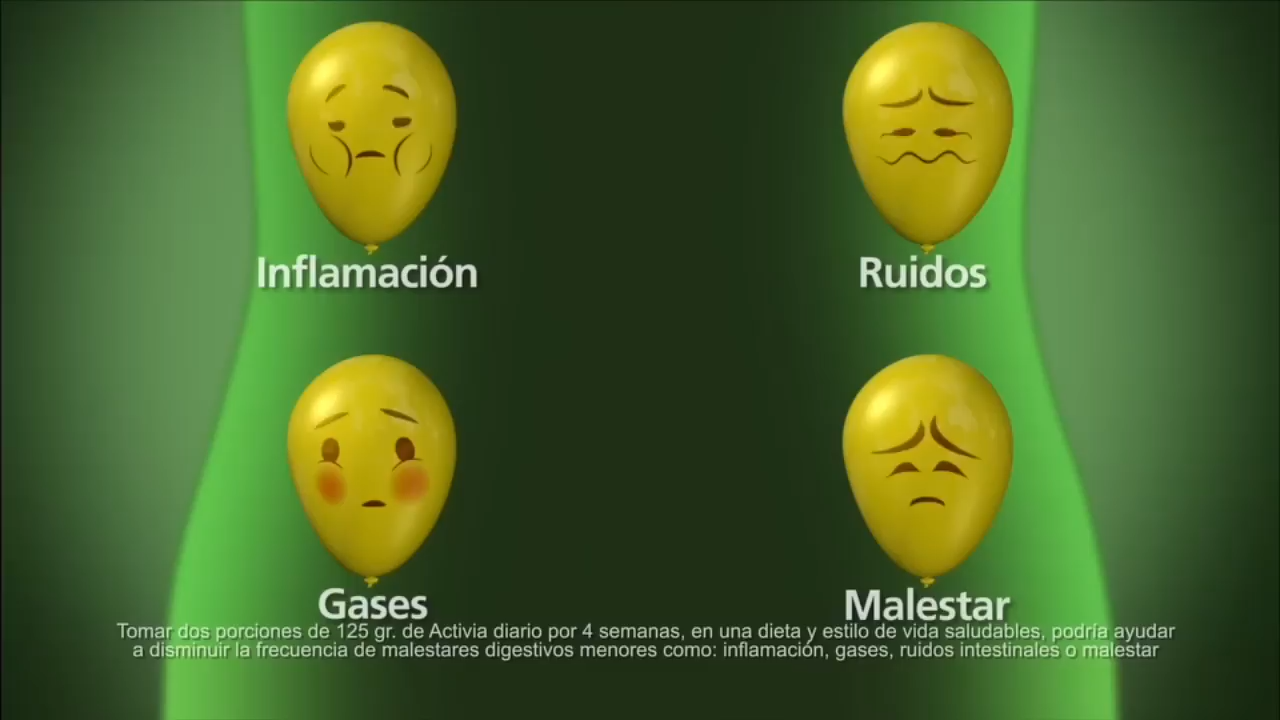 Inflamación
Ruidos
Gases
Malestar
Tomar dos porciones de 125 gr. de Activia diario por 4 semanas, en una dieta y estilo de vida saludables, podría ayudar
a disminuir la frecuencia de malestares digestivos menores como: inflamación, gases, ruidos intestinales o malestar